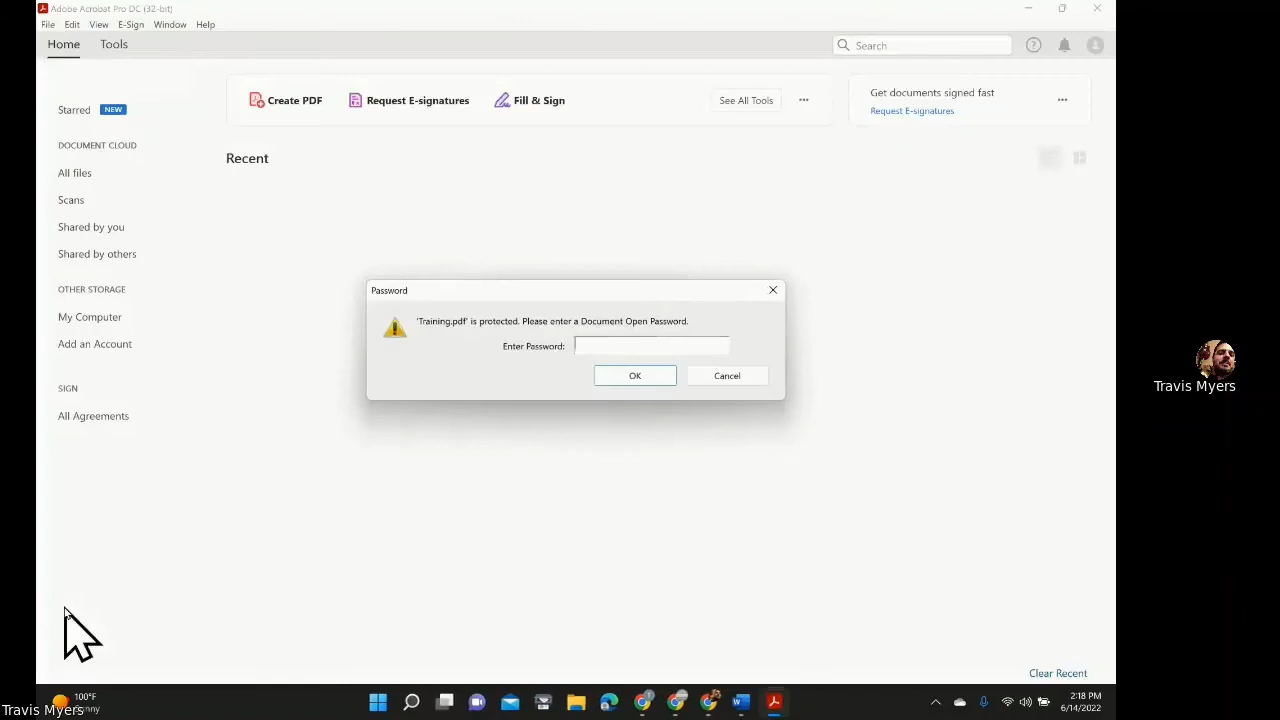 Adobe Acrobat Pro DC (32-bit)
File Edit View E-Sign Window Help
Home Tools
Search
Starred NEW
DOCUMENT CLOUD
All files
Scans
Shared by you
Shared by others
OTHER STORAGE
My Computer
Add an Account
SIGN
All Agreements
Create PDF Request E-signatures Fill & Sign See All Tools
Get documents signed fast
Request E-signatures
Recent
Password
'Training.pdf' is protected. Please enter a Document Open Password.
Enter Password:
OK Cancel
Clear Recent
Travis Myers
100°F
Travis Myers
2:18 PM
6/14/2022